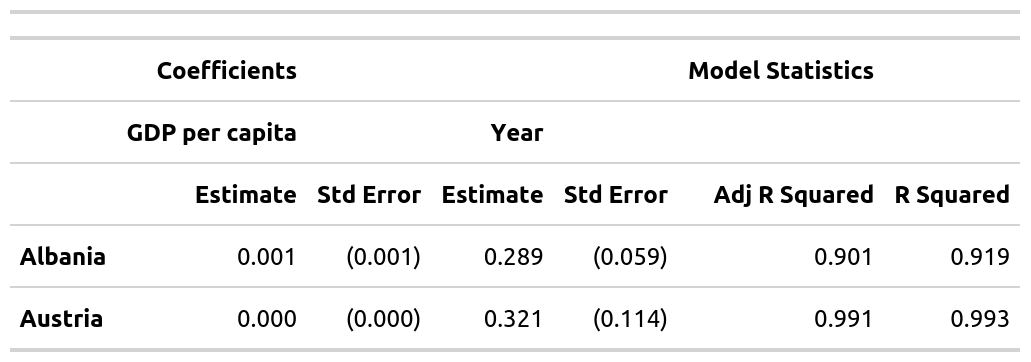 Coefficients Model Statistics
GDP per capita Year
Estimate Std Error Estimate Std Error Adj R Squared R Squared
Albania 0.001 (0.001) 0.289 (0.059) 0.901 0.919
Austria 0.000 (0.000) 0.321 (0.114) 0.991 0.993